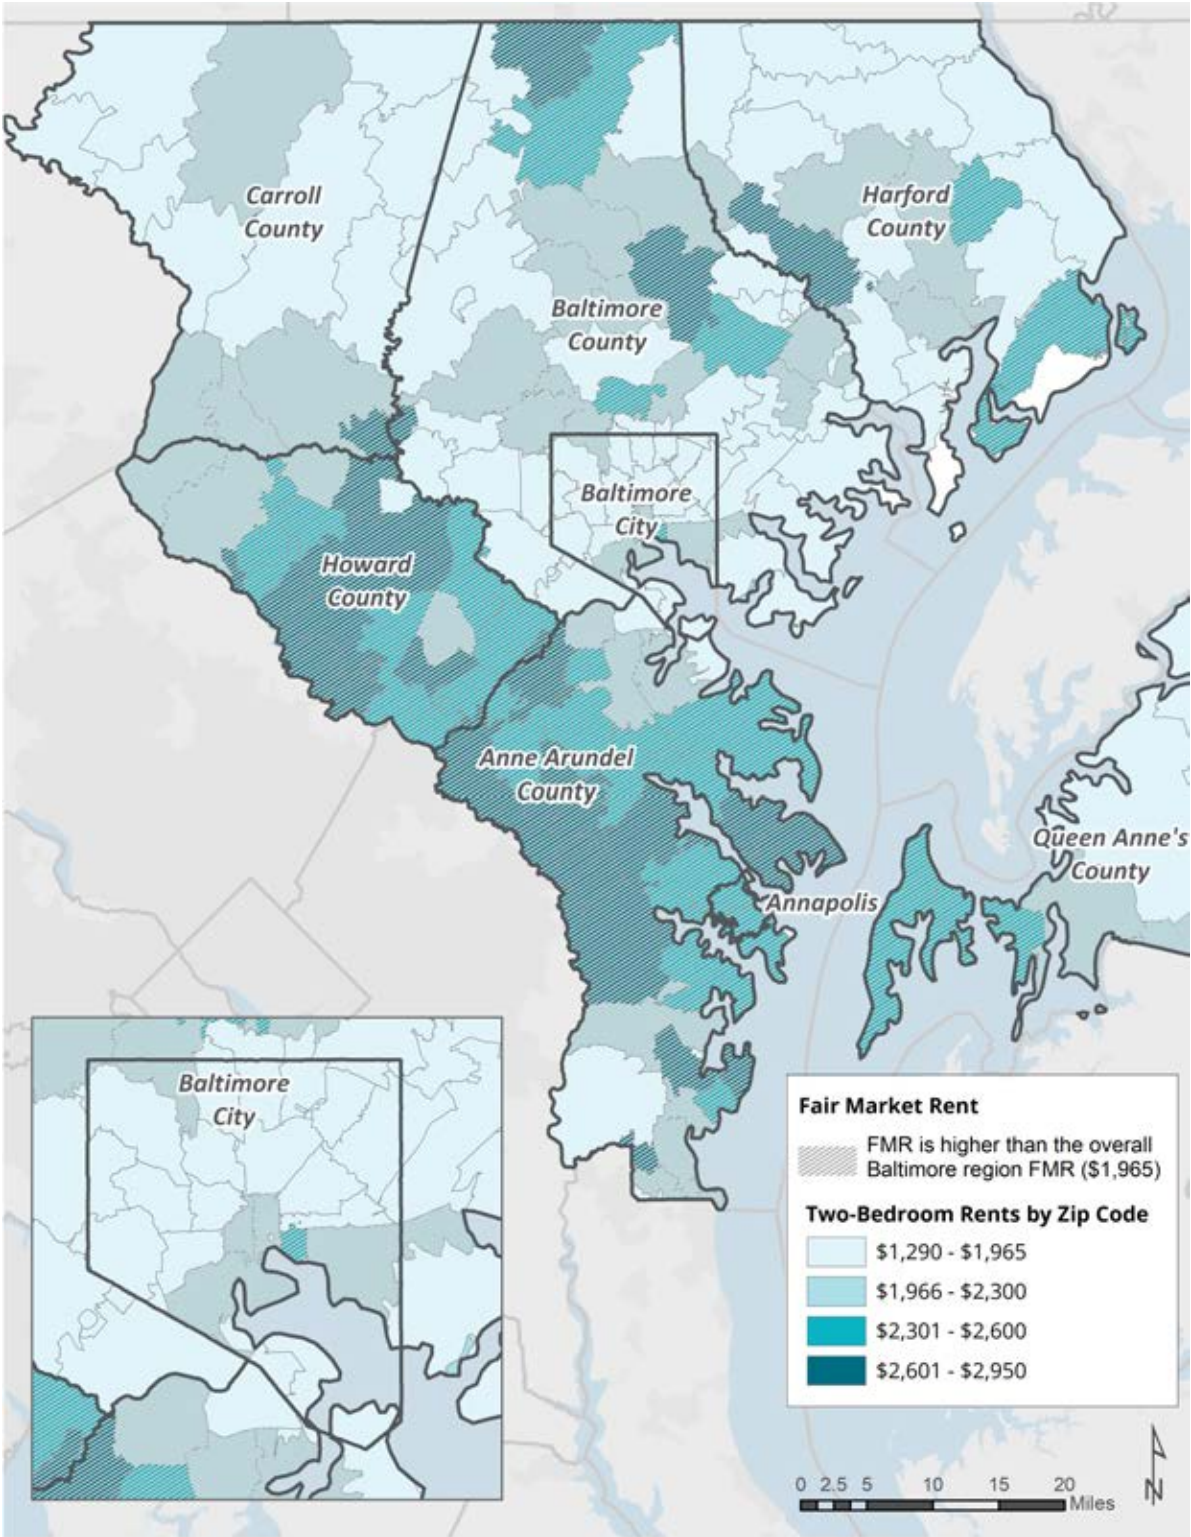 Carroll
County
Harford
County
Baltimore
County
Baltimore
City
Howard
County
Anne Arundel
County
Queen Anne's
County
Annapolis
Baltimore
City
Fair Market Rent
FMR is higher than the overall
Baltimore region FMR ($1,965)
Two-Bedroom Rents by Zip Code
$1,290 - $1,965
$1,966 - $2,300
$2,301 - $2,600
$2,601 - $2,950
0 2.5 5 10 15 20
Miles
N